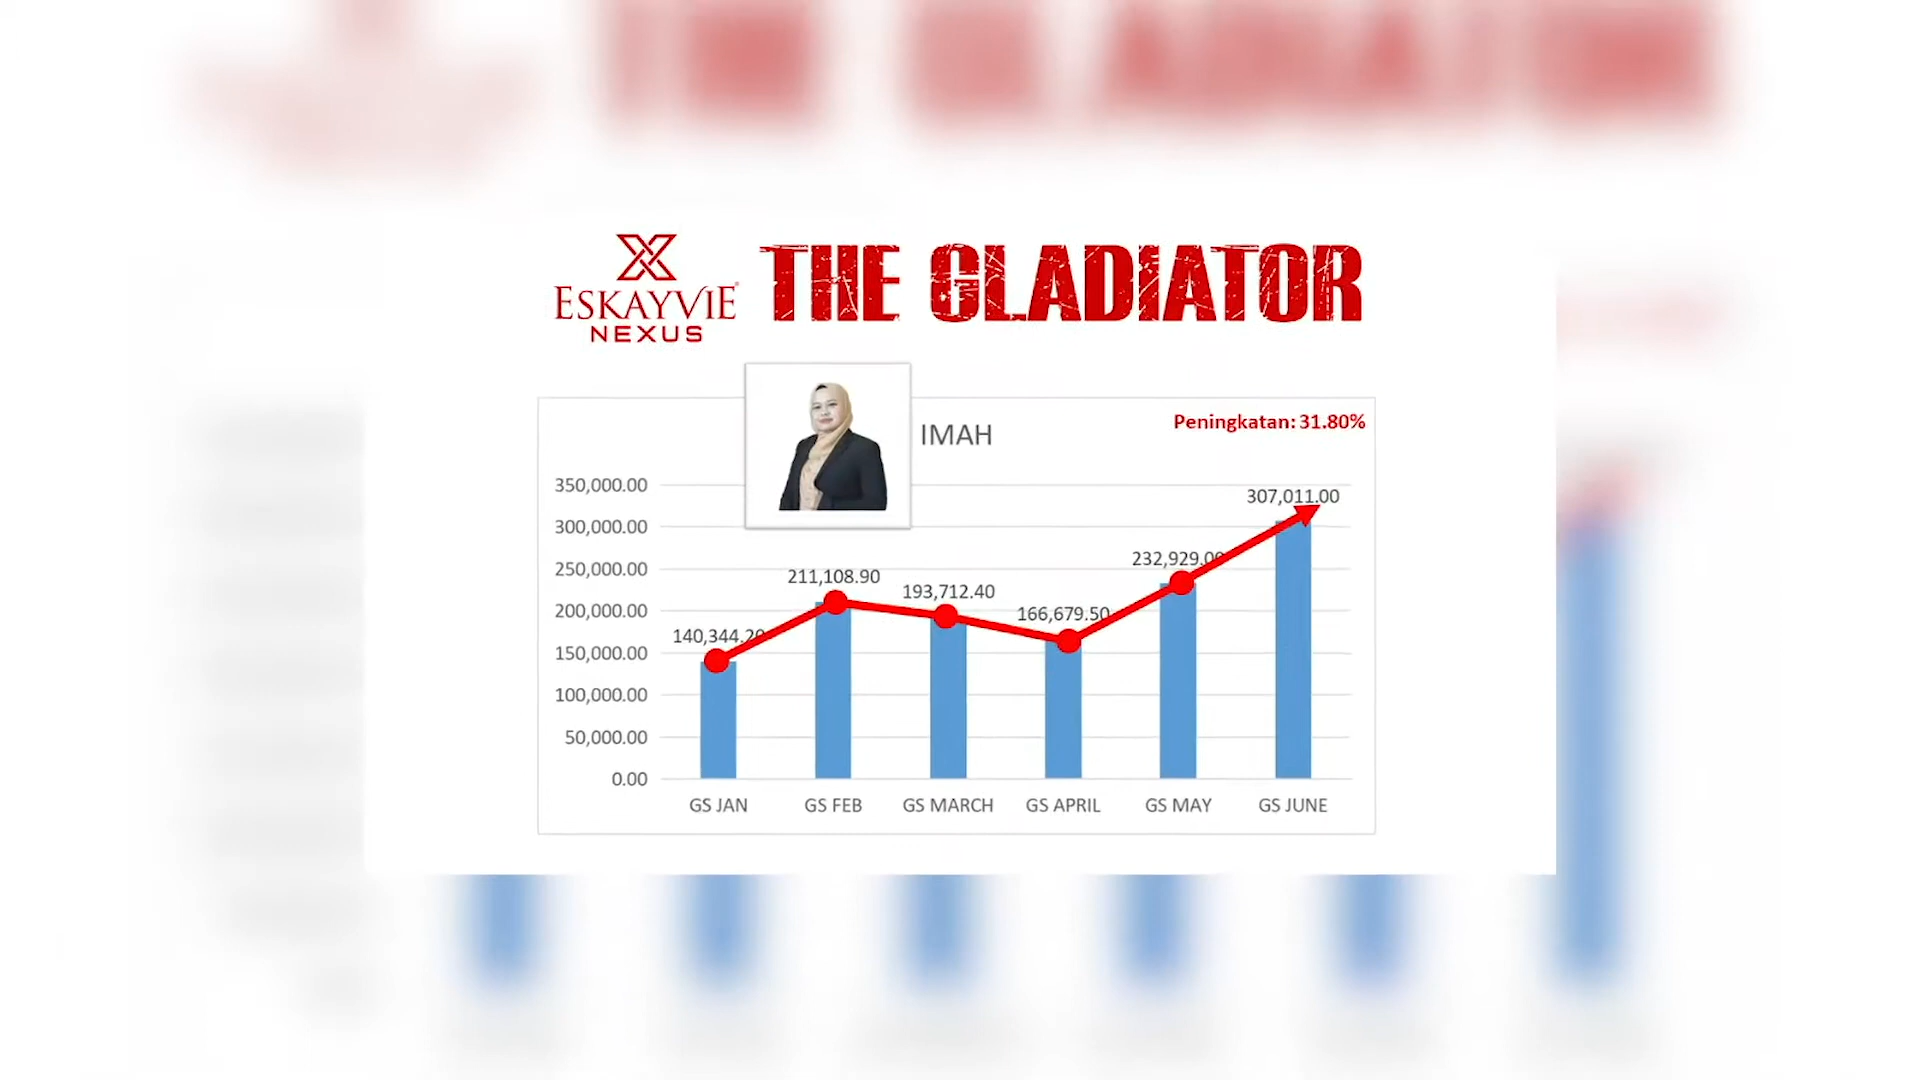 ESKAYVIE
NEXUS
THE GLADIATOR
IMAH
Peningkatan: 31.80%
350,000.00
300,000.00
250,000.00
200,000.00
150,000.00
100,000.00
50,000.00
0.00
140,344.20
211,108.90
193,712.40
166,679.50
232,929.00
307,011.00
GS JAN
GS FEB
GS MARCH
GS APRIL
GS MAY
GS JUNE